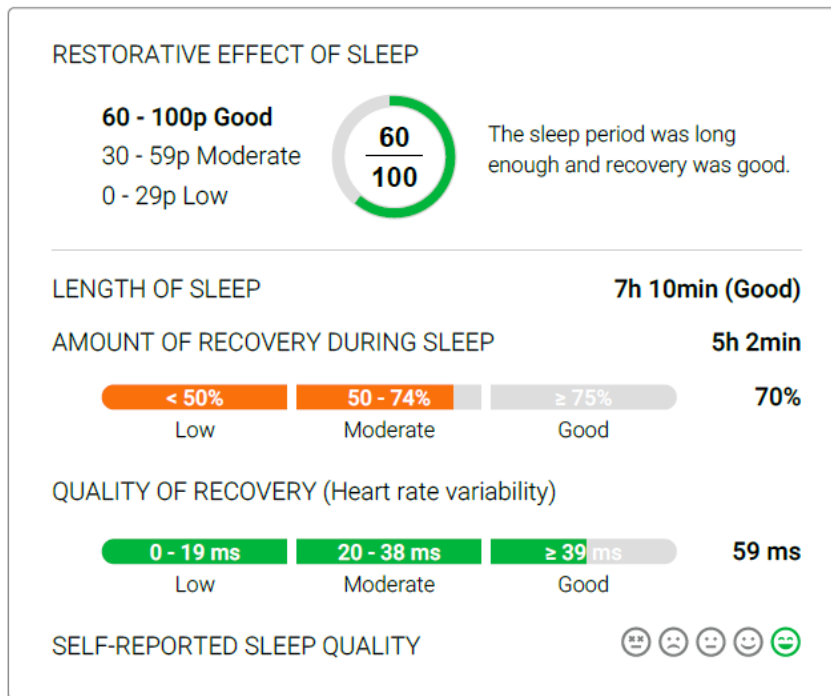 RESTORATIVE EFFECT OF SLEEP
60 - 100p Good
30 - 59p Moderate
0 - 29p Low
60
100
The sleep period was long
enough and recovery was good.
LENGTH OF SLEEP
7h 10min (Good)
AMOUNT OF RECOVERY DURING SLEEP
5h 2min
< 50%
50 - 74%
≥ 75%
70%
Low
Moderate
Good
QUALITY OF RECOVERY (Heart rate variability)
0 - 19 ms
20 - 38 ms
≥ 39 ms
59 ms
Low
Moderate
Good
SELF-REPORTED SLEEP QUALITY